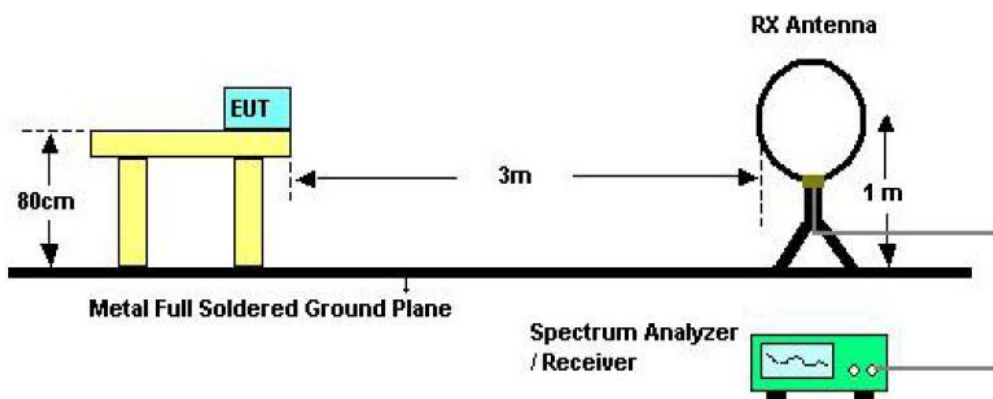 RX Antenna
EUT
80cm
3m
1 m
Metal Full Soldered Ground Plane
Spectrum Analyzer
/ Receiver